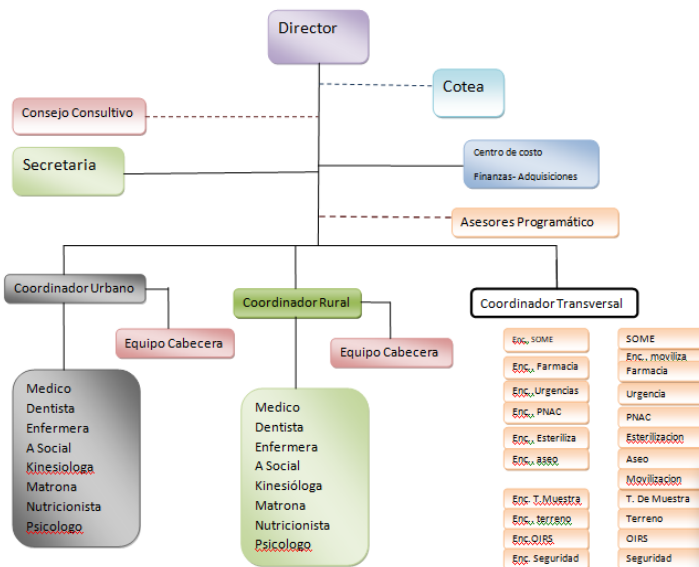 Director
Cotea
Consejo Consultivo
Secretaria
Centro de costo
Finanzas- Adquisiciones
Asesores Programático
Coordinador Urbano
Coordinador Rural
Coordinador Transversal
Equipo Cabecera
Equipo Cabecera
Medico
Dentista
Enfermera
A Social
Kinesiologa
Matrona
Nutricionista
Psicologo
Medico
Dentista
Enfermera
A Social
Kinesióloga
Matrona
Nutricionista
Psicologo
Enc,. SOME
Enc,. Farmacia
Enc,.Urgencias
Enc,. PNAC
Enc,. Esteriliza
Enc,. aseo
Enc. T.Muestra
Enc,. terreno
Enc.OIRS
Enc. Seguridad
SOME
Enc,. moviliza
Farmacia
Urgencia
PNAC
Esterilizacion
Aseo
Movilizacion
T. De Muestra
Terreno
OIRS
Seguridad